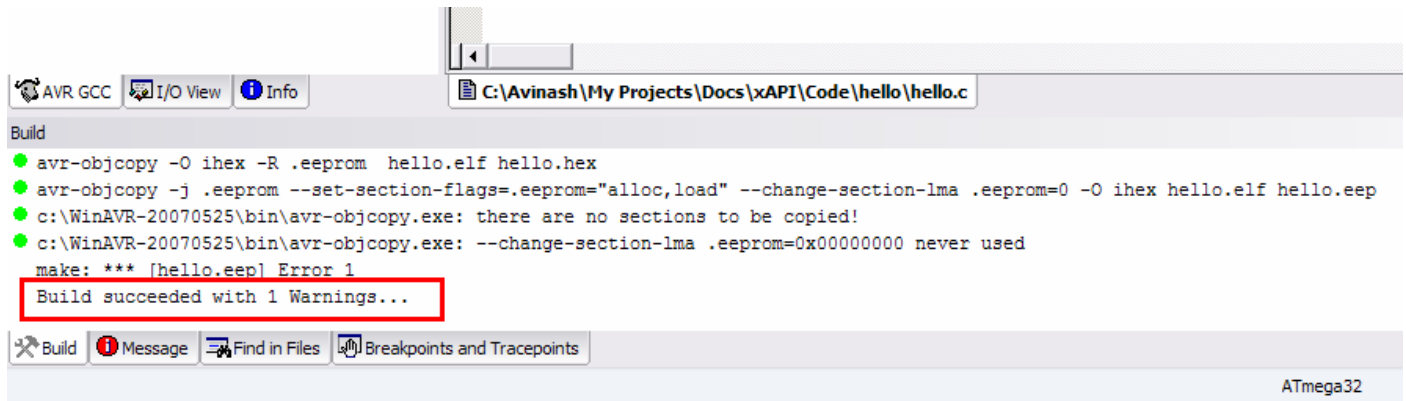 AVR GCC I/O View Info C:\Avinash\My Projects\Docs\xAPI\Code\hello\hello.c
Build
avr-objcopy -O ihex -R .eeprom  hello.elf hello.hex
avr-objcopy -j .eeprom --set-section-flags=.eeprom="alloc,load" --change-section-lma .eeprom=0 -O ihex hello.elf hello.eep
c:\WinAVR-20070525\bin\avr-objcopy.exe: there are no sections to be copied!
c:\WinAVR-20070525\bin\avr-objcopy.exe: --change-section-lma .eeprom=0x00000000 never used
make: *** [hello.eep] Error 1
Build succeeded with 1 Warnings...
Build Message Find in Files Breakpoints and Tracepoints
ATmega32